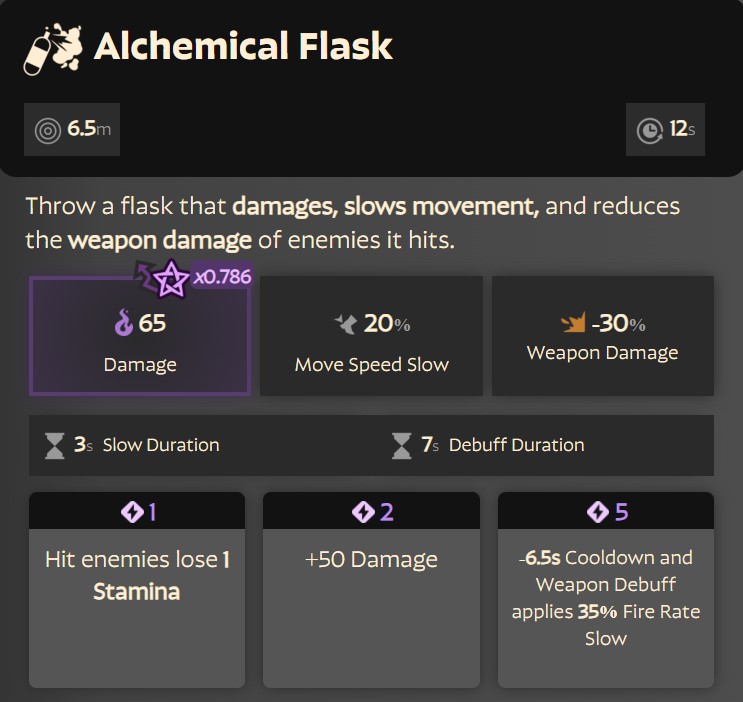 Alchemical Flask
6.5m
12s
Throw a flask that damages, slows movement, and reduces
the weapon damage of enemies it hits.
x0.786
65
Damage
20%
Move Speed Slow
-30%
Weapon Damage
3s Slow Duration
7s Debuff Duration
1
Hit enemies lose 1
Stamina
2
+50 Damage
5
-6.5s Cooldown and
Weapon Debuff
applies 35% Fire Rate
Slow